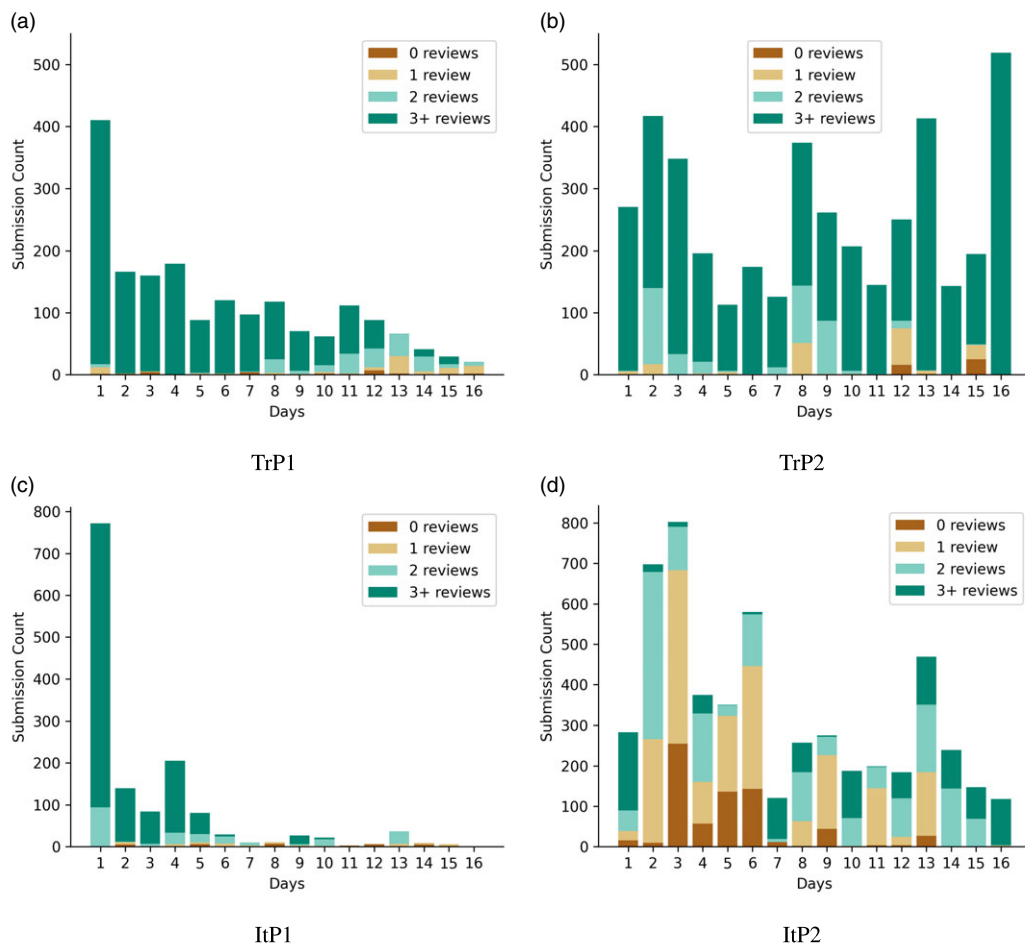 (a)
Submission Count
500
400
300
200
100
0
0 reviews
1 review
2 reviews
3+ reviews
1 2 3 4 5 6 7 8 9 10 11 12 13 14 15 16
Days
TrP1
(b)
Submission Count
500
400
300
200
100
0
0 reviews
1 review
2 reviews
3+ reviews
1 2 3 4 5 6 7 8 9 10 11 12 13 14 15 16
Days
TrP2
(c)
Submission Count
800
700
600
500
400
300
200
100
0
0 reviews
1 review
2 reviews
3+ reviews
1 2 3 4 5 6 7 8 9 10 11 12 13 14 15 16
Days
ItP1
(d)
Submission Count
800
700
600
500
400
300
200
100
0
0 reviews
1 review
2 reviews
3+ reviews
1 2 3 4 5 6 7 8 9 10 11 12 13 14 15 16
Days
ItP2